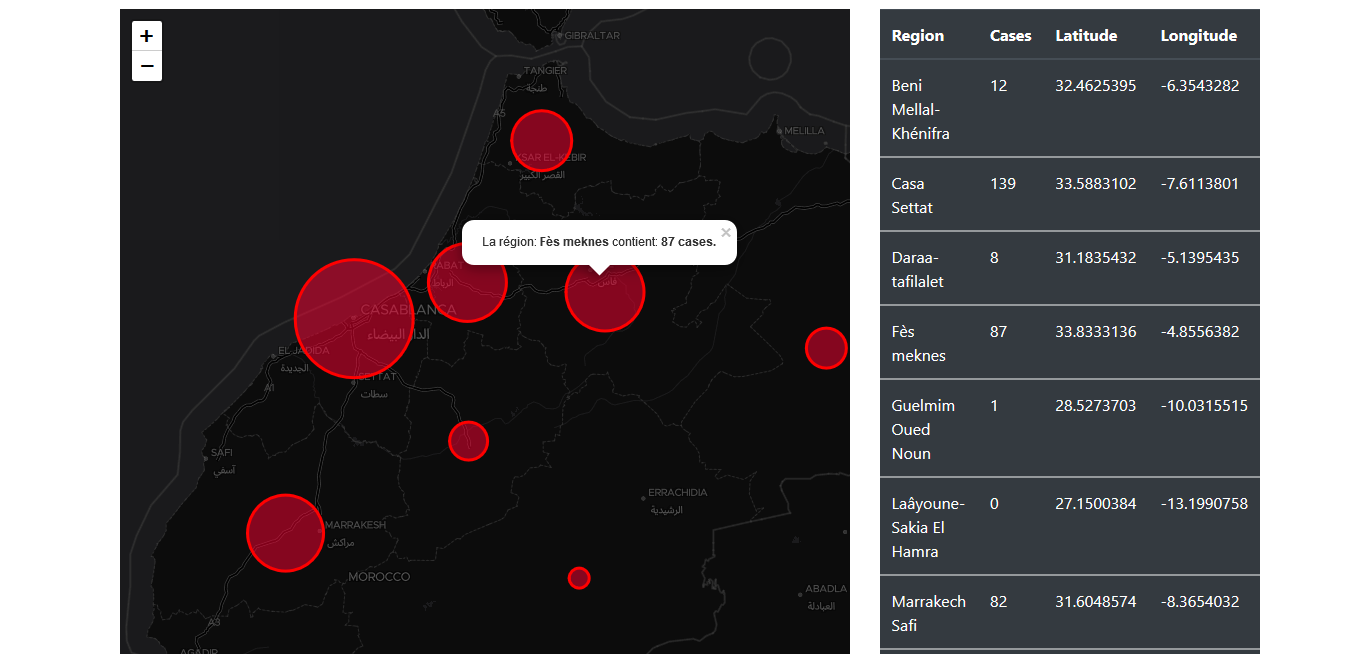 +
−
GIBRALTAR
TANGIER
طنجة
A5
MELILLA
KSAR EL-KEBIR
القصر الكبير
La région: Fès meknes contient: 87 cases.
×
RABAT
الرباط
فاس
CASABLANCA
الدار البيضاء
EL JADIDA
الجديدة
SETTAT
سطات
A1
SAFI
آسفي
ERRACHIDIA
الرشيدية
MARRAKESH
مراكش
MOROCCO
ABADLA
العبادلة
A3
AGADIR
Region Cases Latitude Longitude
Beni 12 32.4625395 -6.3543282
Mellal-
Khénifra
Casa 139 33.5883102 -7.6113801
Settat
Daraa- 8 31.1835432 -5.1395435
tafilalet
Fès 87 33.8333136 -4.8556382
meknes
Guelmim 1 28.5273703 -10.0315515
Oued
Noun
Laâyoune- 0 27.1500384 -13.1990758
Sakia El
Hamra
Marrakech 82 31.6048574 -8.3654032
Safi